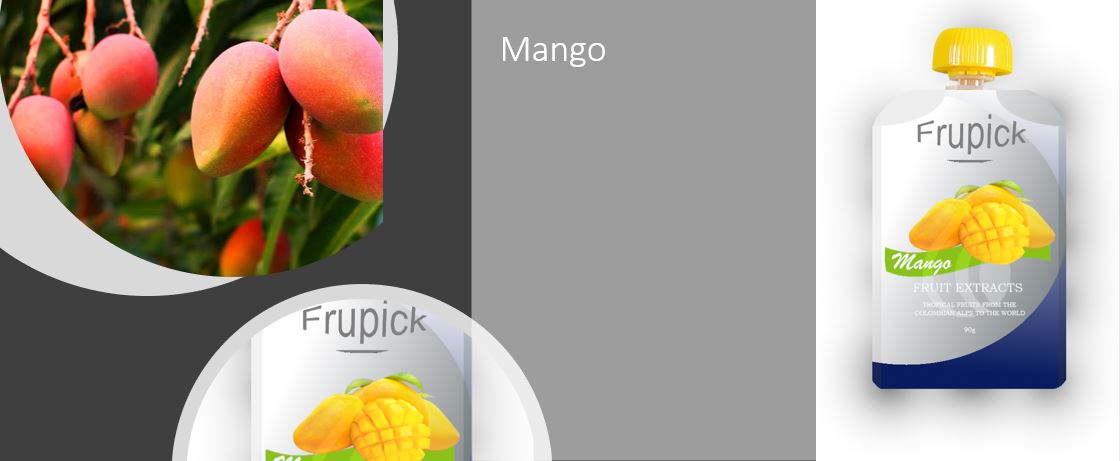 Mango
Frupick
Mango
FRUIT EXTRACTS
TROPICAL FRUITS FROM THE
COLOMBIAN ALPS TO THE WORLD
90g
Frupick